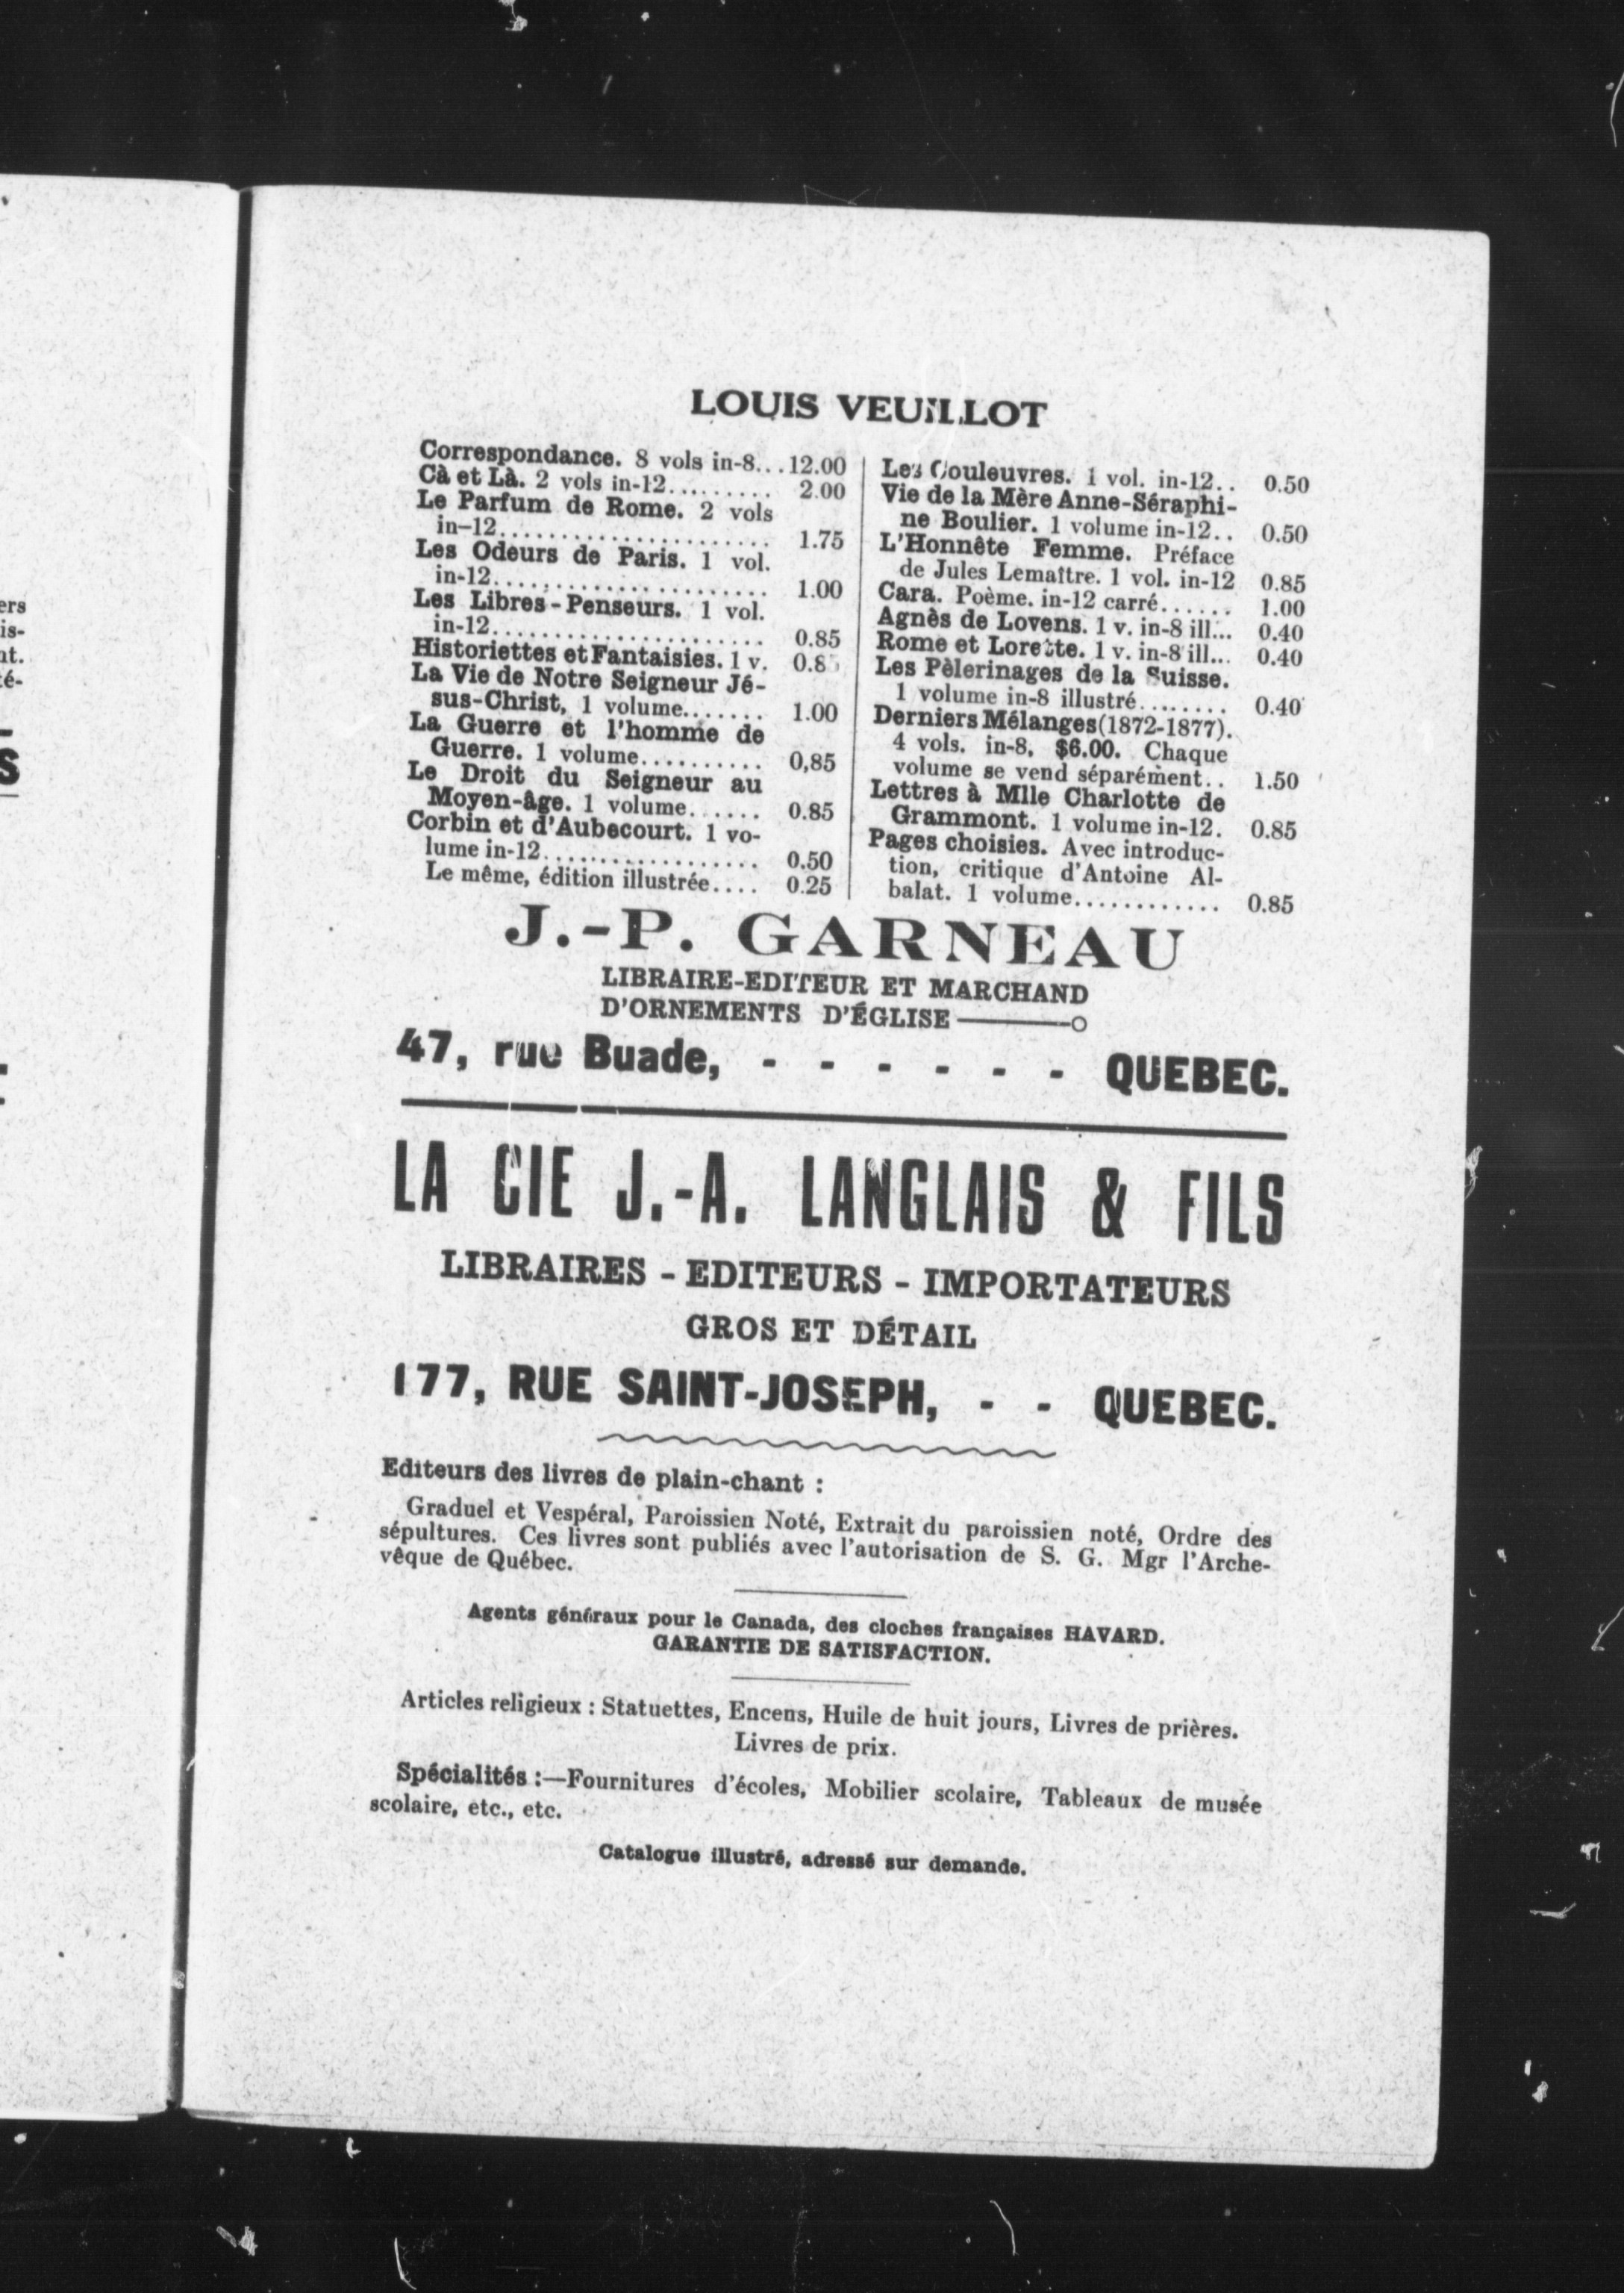 LOUIS VEUILLOT
Correspondance. 8 vols in-8...12.00
Cà et Là. 2 vols in-12......... 2.00
Le Parfum de Rome. 2 vols
in-12...................... 1.75
Les Odeurs de Paris. 1 vol.
in-12...................... 1.00
Les Libres-Penseurs. 1 vol.
in-12...................... 0.85
Historiettes et Fantaisies. 1 v. 0.8
La Vie de Notre Seigneur Jé-
sus-Christ, 1 volume....... 1.00
La Guerre et l'homme de
Guerre. 1 volume.......... 0,85
Le Droit du Seigneur au
Moyen-âge. 1 volume...... 0.85
Corbin et d'Aubecourt. 1 vo-
lume in-12.................. 0.50
Le même, édition illustrée.... 0.25
Les Couleuvres. 1 vol. in-12.. 0.50
Vie de la Mère Anne-Séraphi-
ne Boulier. 1 volume in-12.. 0.50
L'Honnête Femme. Préface
de Jules Lemaître. 1 vol. in-12 0.85
Cara. Poème. in-12 carré...... 1.00
Agnès de Lovens. 1 v. in-8 ill... 0.40
Rome et Lorette. 1 v. in-8 ill... 0.40
Les Pèlerinages de la Suisse.
1 volume in-8 illustré........ 0.40
Derniers Mélanges (1872-1877).
4 vols. in-8, $6.00. Chaque
volume se vend séparément.. 1.50
Lettres à Mlle Charlotte de
Grammont. 1 volume in-12. 0.85
Pages choisies. Avec introduc-
tion, critique d'Antoine Al-
balat. 1 volume............ 0.85
J.-P. GARNEAU
LIBRAIRE-EDITEUR ET MARCHAND
D'ORNEMENTS D'ÉGLISE
47, rue Buade, - - - - - - QUEBEC.
LA CIE J.-A. LANGLAIS & FILS
LIBRAIRES - EDITEURS - IMPORTATEURS
GROS ET DÉTAIL
177, RUE SAINT-JOSEPH, - - QUEBEC.
Editeurs des livres de plain-chant :
Graduel et Vespéral, Paroissien Noté, Extrait du paroissien noté, Ordre des
sépultures. Ces livres sont publiés avec l'autorisation de S. G. Mgr l'Arche-
vêque de Québec.
Agents généraux pour le Canada, des cloches françaises HAVARD.
GARANTIE DE SATISFACTION.
Articles religieux : Statuettes, Encens, Huile de huit jours, Livres de prières.
Livres de prix.
Spécialités :—Fournitures d'écoles, Mobilier scolaire, Tableaux de musée
scolaire, etc., etc.
Catalogue illustré, adressé sur demande.